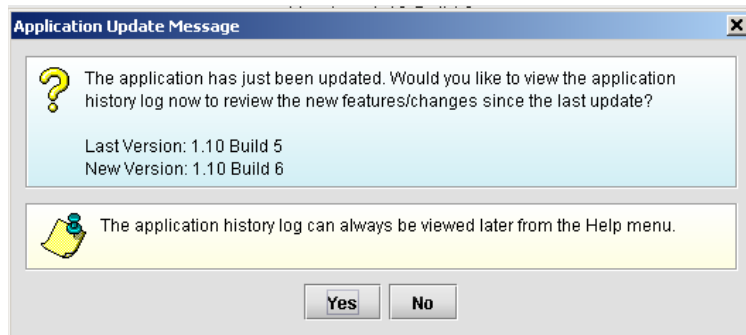 Application Update Message
The application has just been updated. Would you like to view the application
history log now to review the new features/changes since the last update?
Last Version: 1.10 Build 5
New Version: 1.10 Build 6
The application history log can always be viewed later from the Help menu.
Yes No